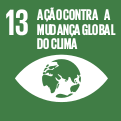 13 AÇÃO CONTRA A
MUDANÇA GLOBAL
DO CLIMA